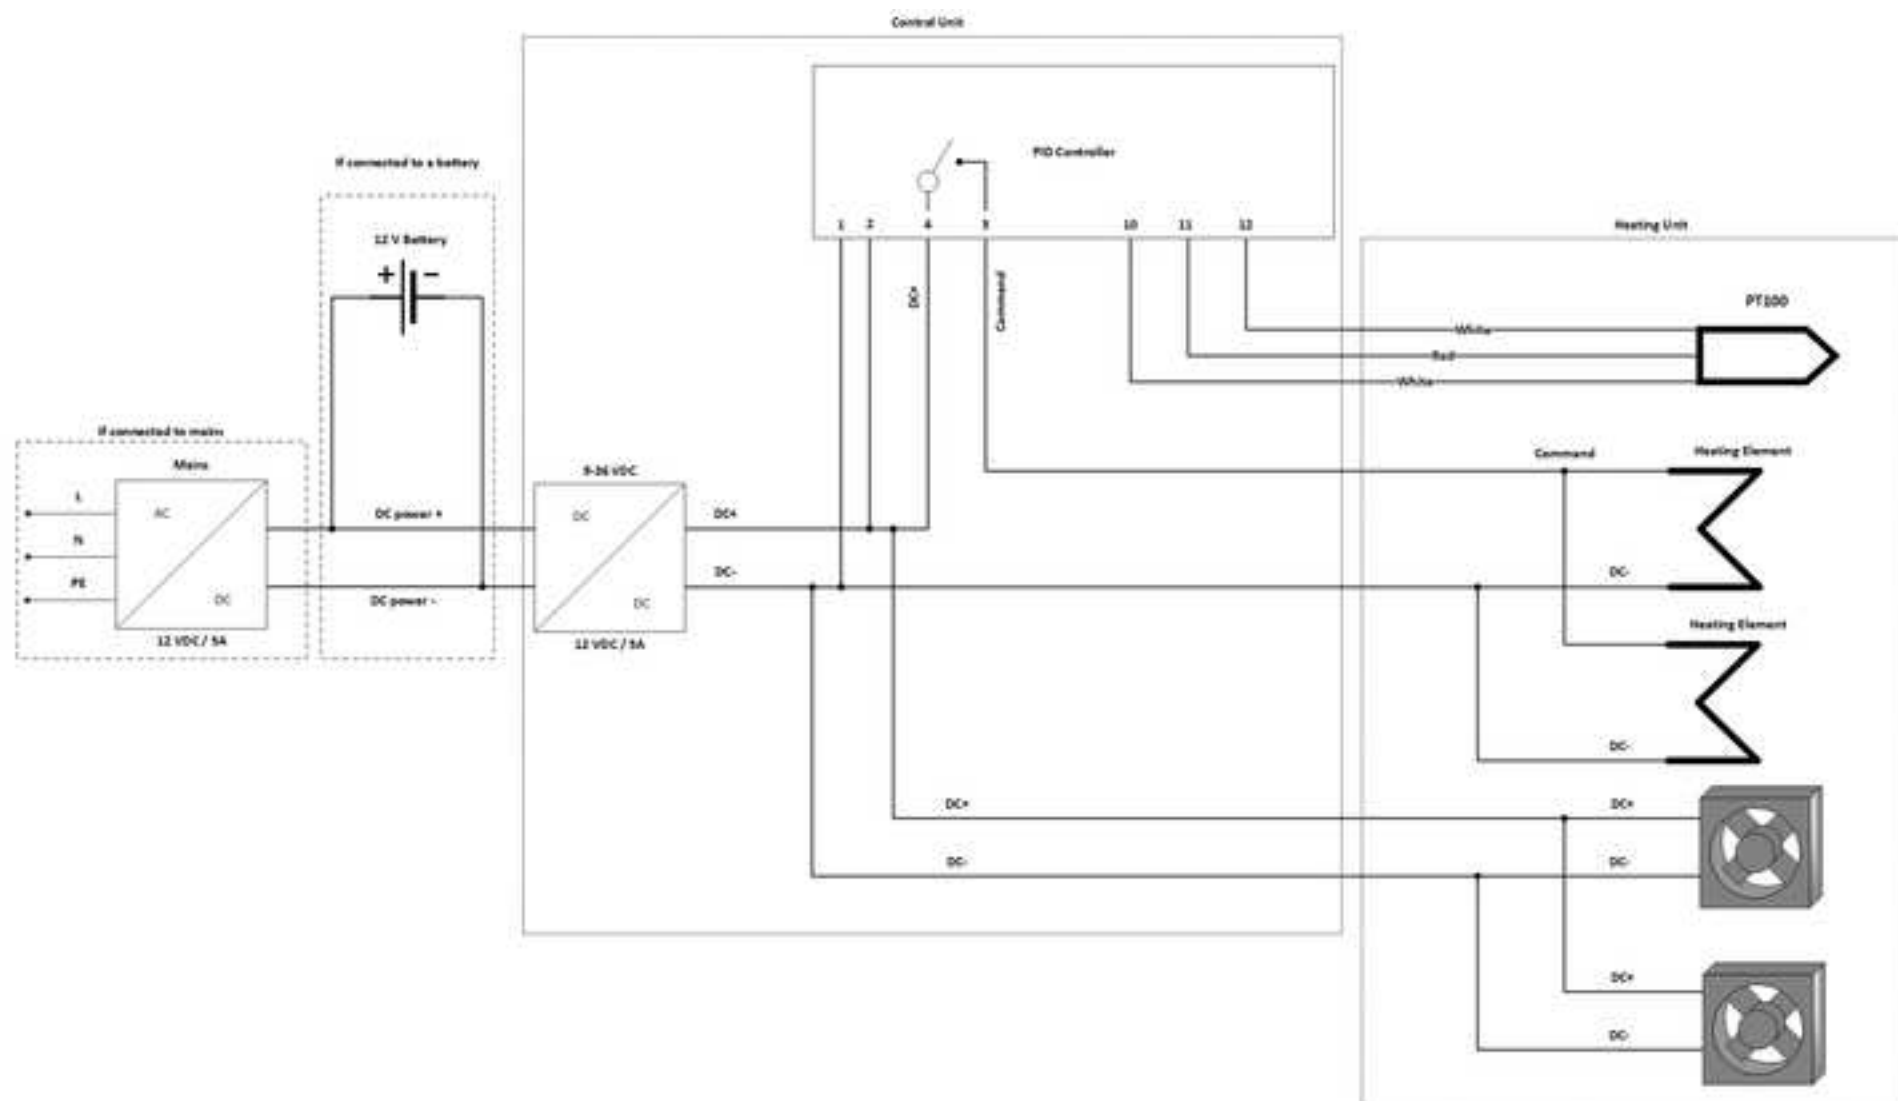 Control Unit
PID Controller
If connected to a battery
12 V Battery
+ −
1 2 4 3 10 11 12
Heating Unit
DC+
Command
PT100
White
Red
White
If connected to mains
Mains
L
N
PE
AC
DC
12 VDC / 5A
DC power +
DC power -
9-36 VDC
DC
DC
12 VDC / 5A
DC+
DC-
Command
Heating Element
DC-
Heating Element
DC-
DC+
DC+
DC-
DC-
DC+
DC-